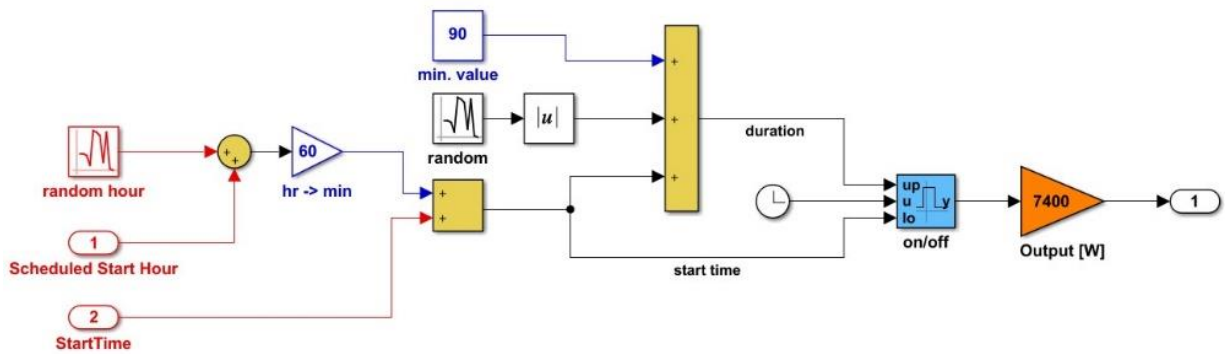 90
min. value
+
|u|
+
duration
random
random hour
+
+
60
hr -> min
+
+
+
up
u
y
lo
on/off
7400
Output [W]
1
1
Scheduled Start Hour
start time
2
StartTime